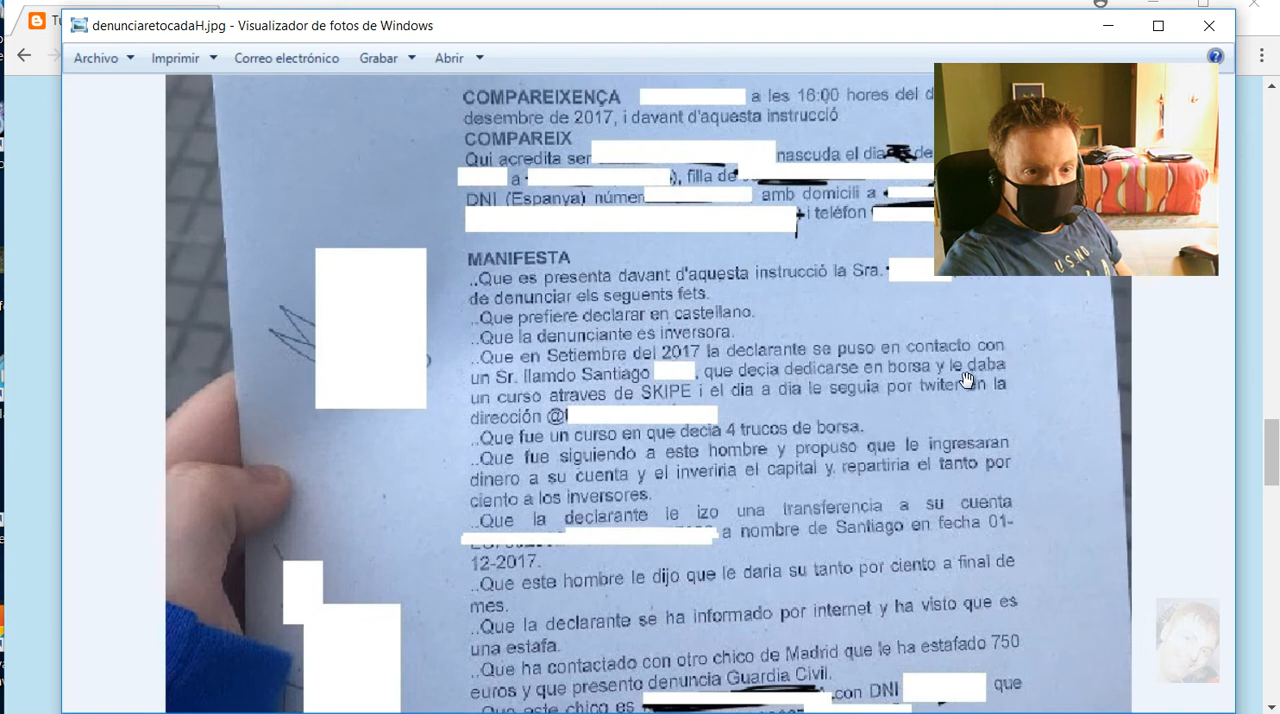 denunciaretocadaH.jpg - Visualizador de fotos de Windows
Archivo Imprimir Correo electrónico Grabar Abrir
COMPAREIXENÇA a les 16:00 hores del d
desembre de 2017, i davant d'aquesta instrucció
COMPAREIX
Qui acredita ser nascuda el dia de
a ), filla de
DNI (Espanya) númer amb domicili a
i teléfon
MANIFESTA
..Que es presenta davant d'aquesta instrucció la Sra.
de denunciar els seguents fets.
..Que prefiere declarar en castellano.
..Que la denunciante es inversora.
..Que en Setiembre del 2017 la declarante se puso en contacto con
un Sr. llamdo Santiago , que decia dedicarse en borsa y le daba
un curso atraves de SKIPE i el dia a dia le seguia por twiter en la
dirección @
..Que fue un curso en que decia 4 trucos de borsa.
..Que fue siguiendo a este hombre y propuso que le ingresaran
dinero a su cuenta y el inveriria el capital y repartiria el tanto por
ciento a los inversores.
..Que la declarante le izo una transferencia a su cuenta
a nombre de Santiago en fecha 01-
12-2017.
..Que este hombre le dijo que le daria su tanto por ciento a final de
mes.
..Que la declarante se ha informado por internet y ha visto que es
una estafa.
..Que ha contactado con otro chico de Madrid que le ha estafado 750
euros y que presento denuncia Guardia Civil.
..Que este chico es con DNI que